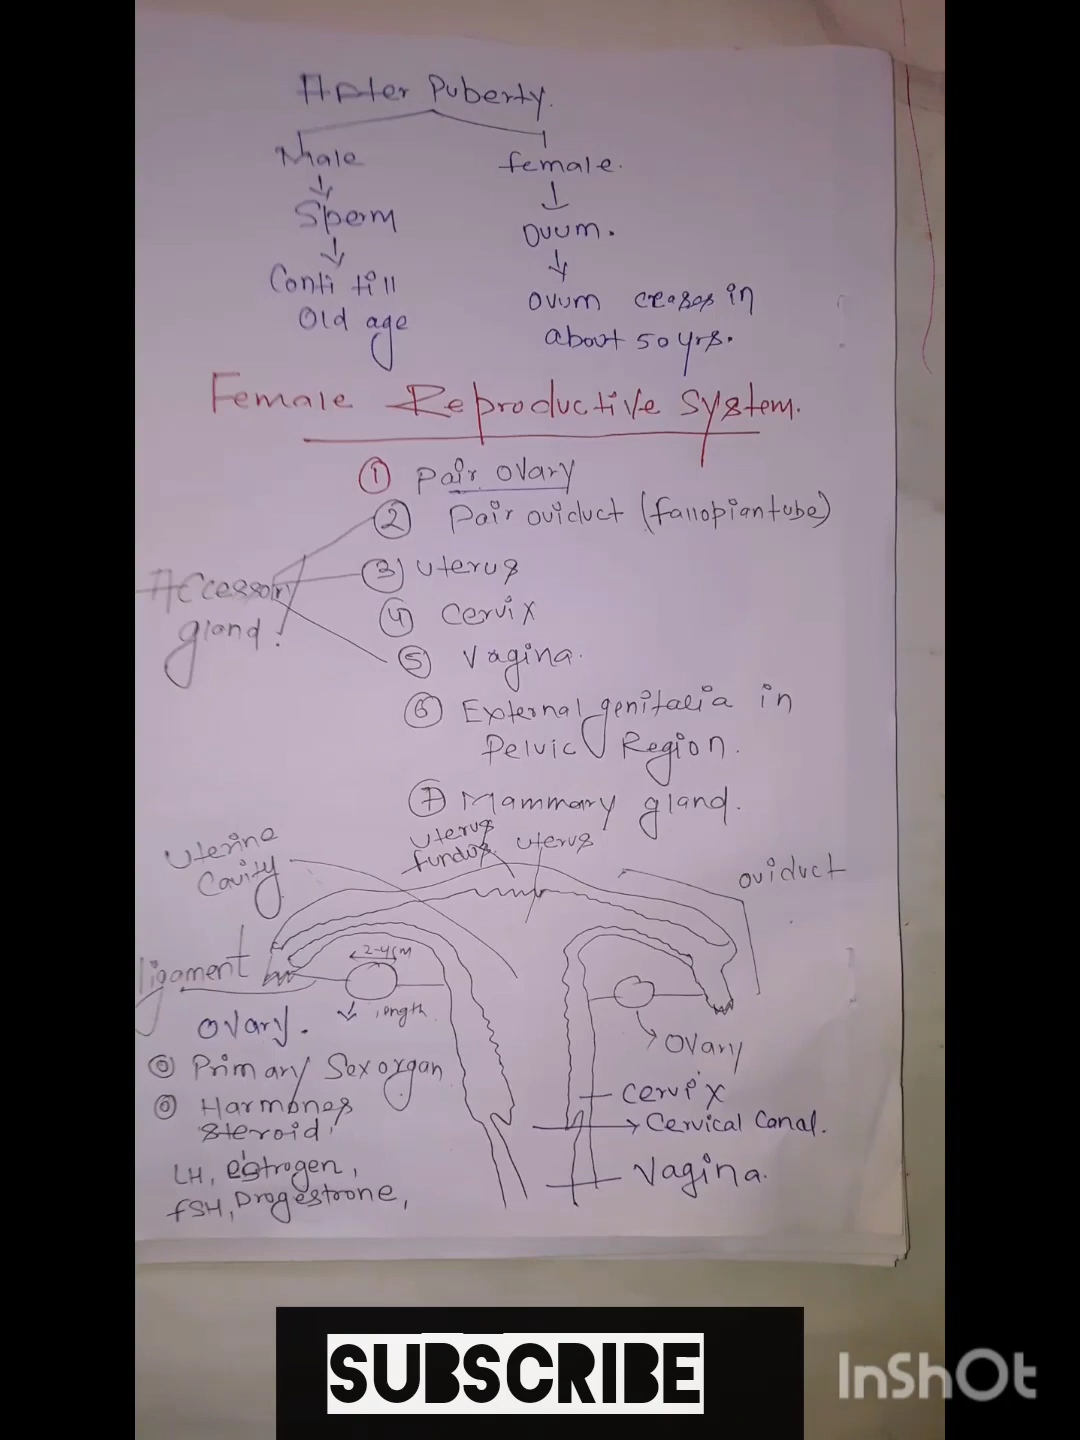 After Puberty.
Male
female.
Sperm
Ovum.
Conti till
Old age
Ovum creases in
about 50 yrs.
Female Reproductive System.
① Pair ovary
② Pair oviduct (fallopiantube)
③ Uterus
④ Cervix
⑤ Vagina.
Accessory
gland!
⑥ External genitalia in
Pelvic Region.
⑦ Mammary gland.
Uterine
Cavity
Uterus
fundus
Uterus
Oviduct
ligament
2-4cm
length
Ovary.
Ovary
Primary Sex organ
Harmones
steroid
LH, estrogen,
FSH, Progestrone,
Cervix
Cervical Canal.
Vagina.
SUBSCRIBE
InShOt